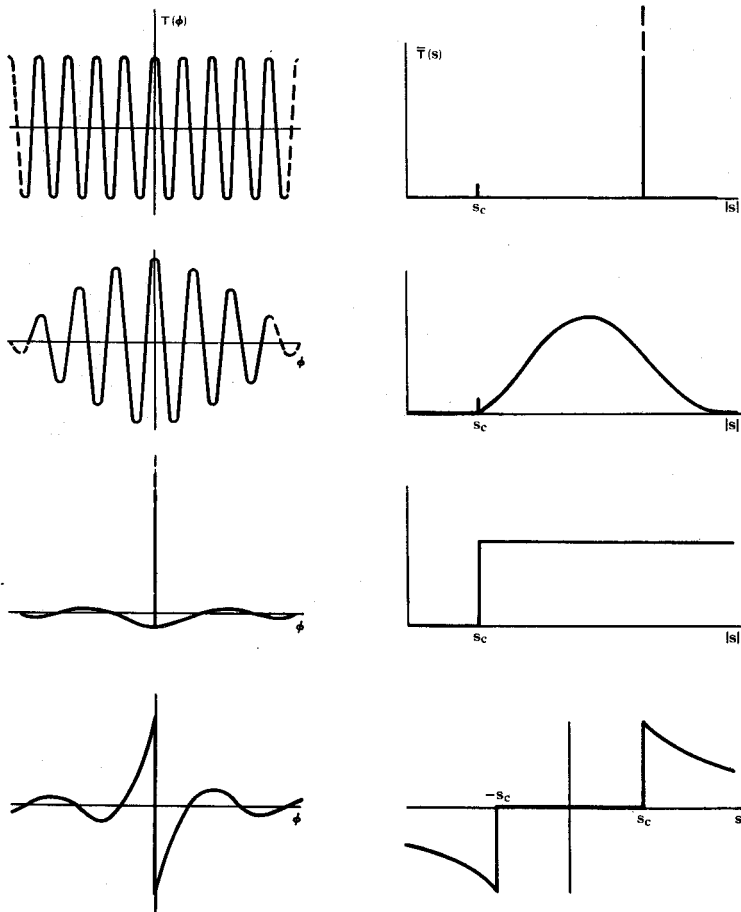 T(φ)
T̄(s)
s_c
|s|
φ
s_c
|s|
φ
s_c
|s|
φ
-s_c
s_c
s